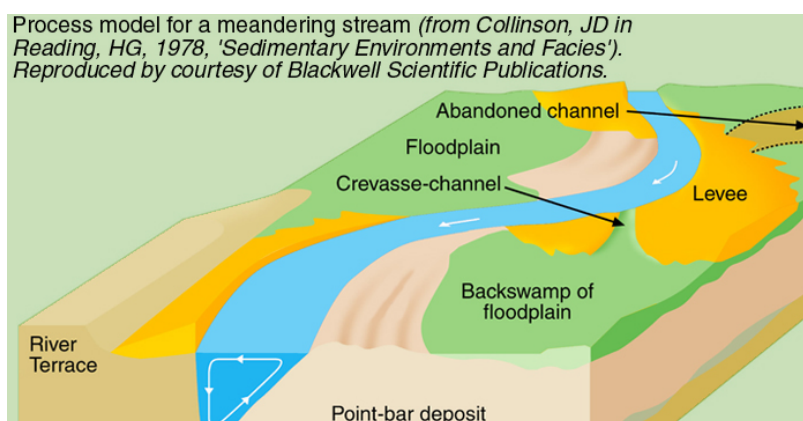 Process model for a meandering stream (from Collinson, JD in
Reading, HG, 1978, 'Sedimentary Environments and Facies').
Reproduced by courtesy of Blackwell Scientific Publications.
Abandoned channel
Floodplain
Crevasse-channel
Levee
Backswamp of
floodplain
River
Terrace
Point-bar deposit